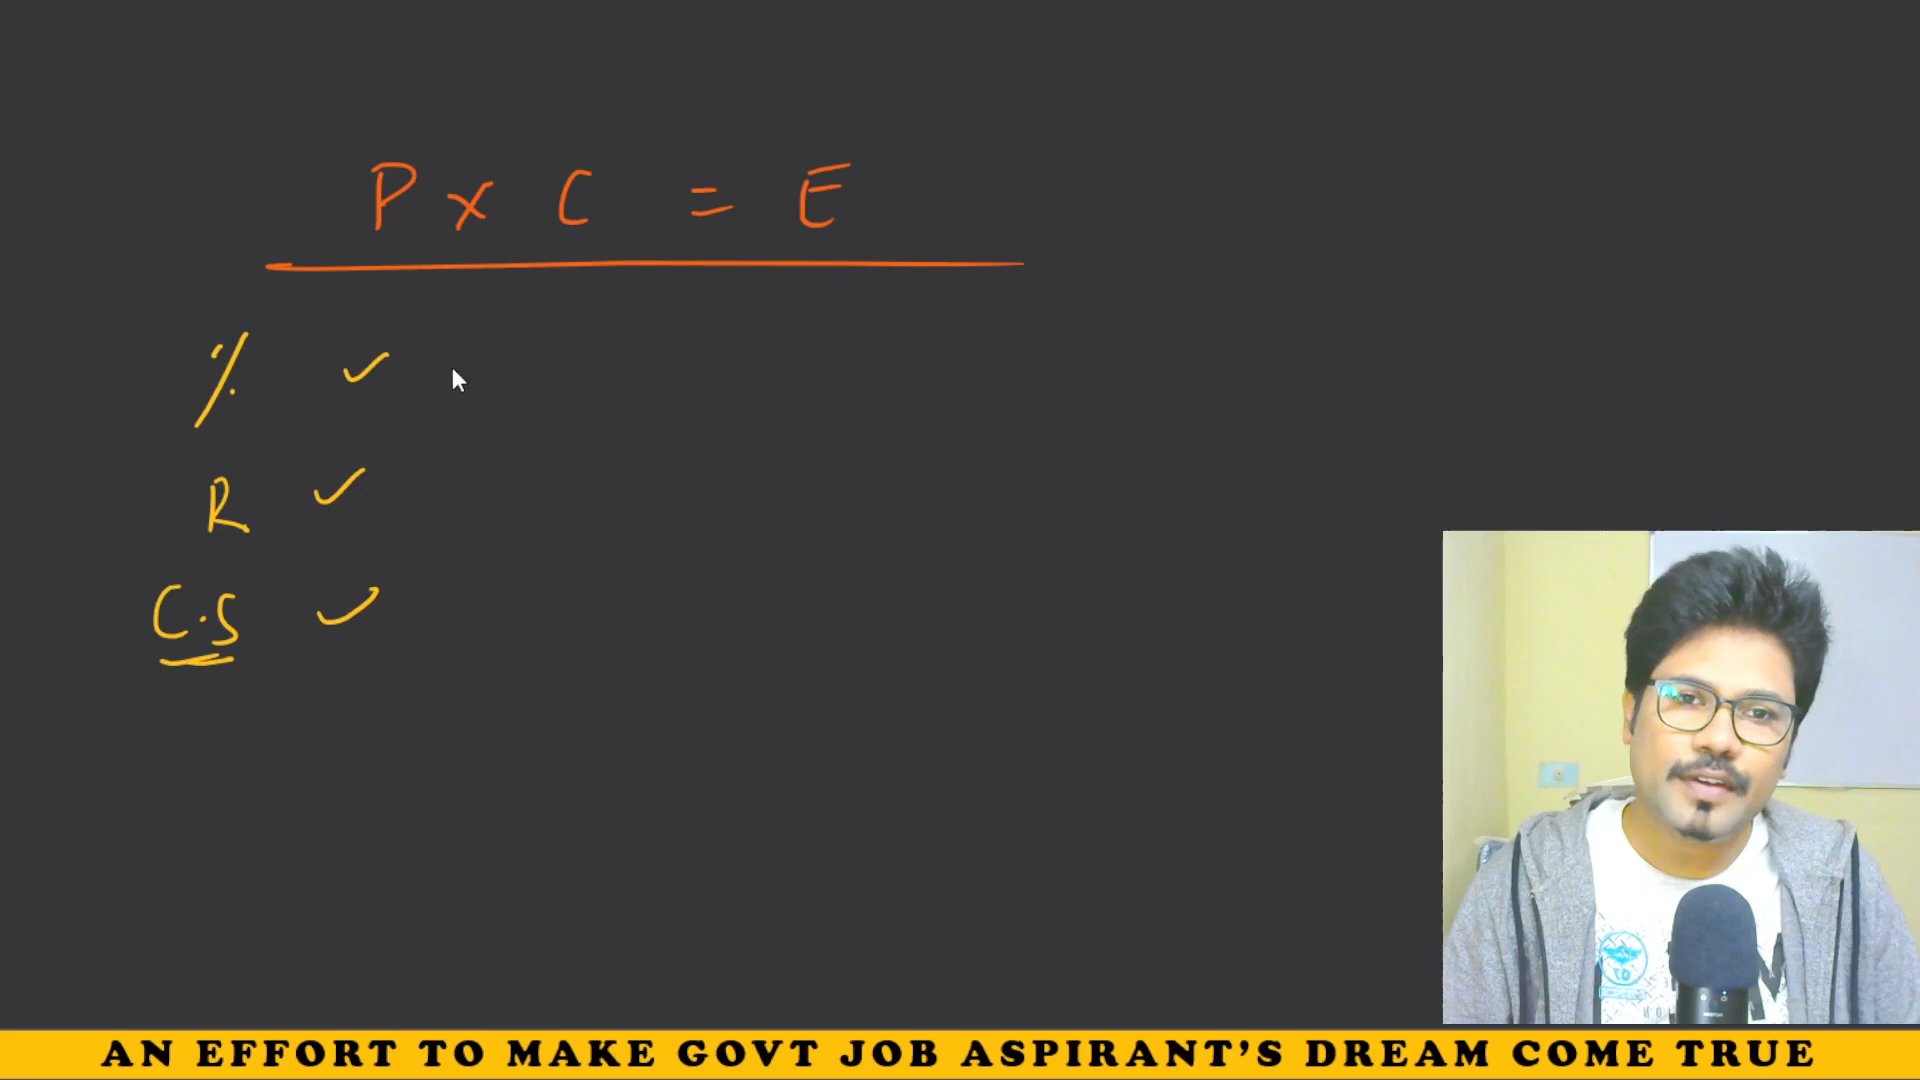 P x C = E
%
R
C.S
AN EFFORT TO MAKE GOVT JOB ASPIRANT'S DREAM COME TRUE